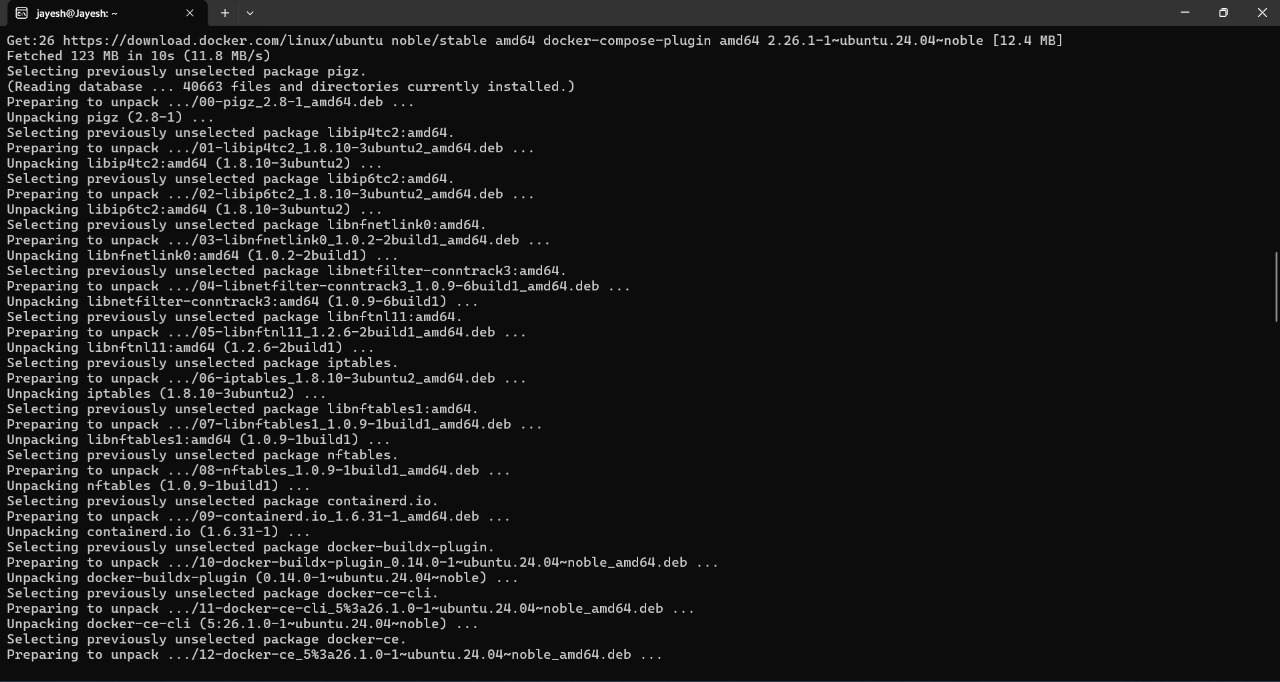 jayesh@Jayesh: ~
Get:26 https://download.docker.com/linux/ubuntu noble/stable amd64 docker-compose-plugin amd64 2.26.1-1~ubuntu.24.04~noble [12.4 MB]
Fetched 123 MB in 10s (11.8 MB/s)
Selecting previously unselected package pigz.
(Reading database ... 40663 files and directories currently installed.)
Preparing to unpack .../00-pigz_2.8-1_amd64.deb ...
Unpacking pigz (2.8-1) ...
Selecting previously unselected package libip4tc2:amd64.
Preparing to unpack .../01-libip4tc2_1.8.10-3ubuntu2_amd64.deb ...
Unpacking libip4tc2:amd64 (1.8.10-3ubuntu2) ...
Selecting previously unselected package libip6tc2:amd64.
Preparing to unpack .../02-libip6tc2_1.8.10-3ubuntu2_amd64.deb ...
Unpacking libip6tc2:amd64 (1.8.10-3ubuntu2) ...
Selecting previously unselected package libnfnetlink0:amd64.
Preparing to unpack .../03-libnfnetlink0_1.0.2-2build1_amd64.deb ...
Unpacking libnfnetlink0:amd64 (1.0.2-2build1) ...
Selecting previously unselected package libnetfilter-conntrack3:amd64.
Preparing to unpack .../04-libnetfilter-conntrack3_1.0.9-6build1_amd64.deb ...
Unpacking libnetfilter-conntrack3:amd64 (1.0.9-6build1) ...
Selecting previously unselected package libnftnl11:amd64.
Preparing to unpack .../05-libnftnl11_1.2.6-2build1_amd64.deb ...
Unpacking libnftnl11:amd64 (1.2.6-2build1) ...
Selecting previously unselected package iptables.
Preparing to unpack .../06-iptables_1.8.10-3ubuntu2_amd64.deb ...
Unpacking iptables (1.8.10-3ubuntu2) ...
Selecting previously unselected package libnftables1:amd64.
Preparing to unpack .../07-libnftables1_1.0.9-1build1_amd64.deb ...
Unpacking libnftables1:amd64 (1.0.9-1build1) ...
Selecting previously unselected package nftables.
Preparing to unpack .../08-nftables_1.0.9-1build1_amd64.deb ...
Unpacking nftables (1.0.9-1build1) ...
Selecting previously unselected package containerd.io.
Preparing to unpack .../09-containerd.io_1.6.31-1_amd64.deb ...
Unpacking containerd.io (1.6.31-1) ...
Selecting previously unselected package docker-buildx-plugin.
Preparing to unpack .../10-docker-buildx-plugin_0.14.0-1~ubuntu.24.04~noble_amd64.deb ...
Unpacking docker-buildx-plugin (0.14.0-1~ubuntu.24.04~noble) ...
Selecting previously unselected package docker-ce-cli.
Preparing to unpack .../11-docker-ce-cli_5%3a26.1.0-1~ubuntu.24.04~noble_amd64.deb ...
Unpacking docker-ce-cli (5:26.1.0-1~ubuntu.24.04~noble) ...
Selecting previously unselected package docker-ce.
Preparing to unpack .../12-docker-ce_5%3a26.1.0-1~ubuntu.24.04~noble_amd64.deb ...